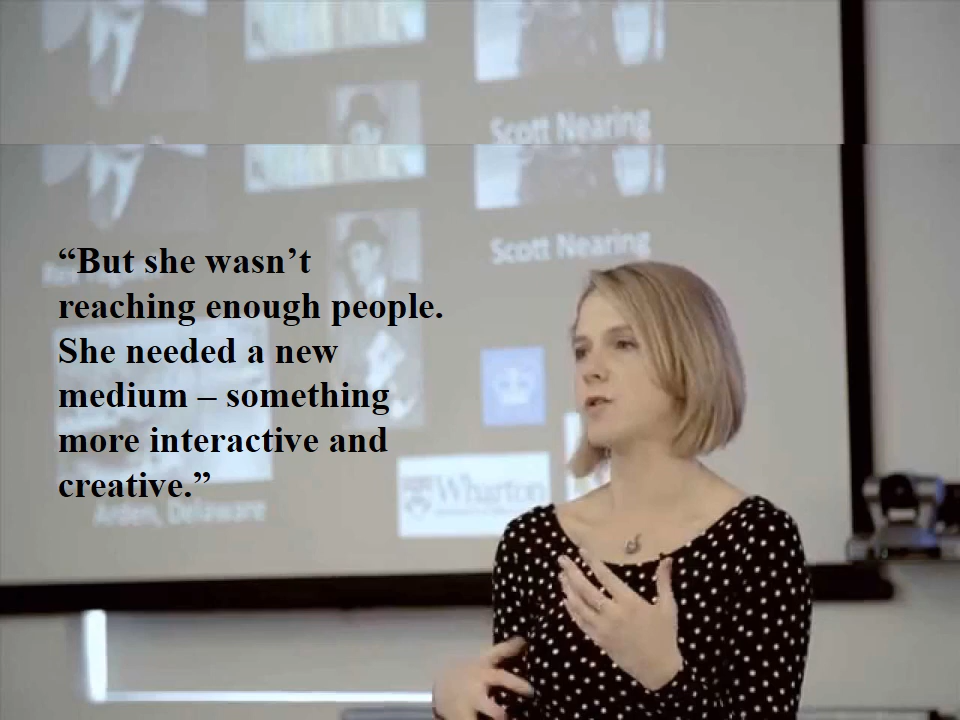 Scott Nearing
Scott Nearing
“But she wasn’t
reaching enough people.
She needed a new
medium – something
more interactive and
creative.”
Wharton
Arden, Delaware